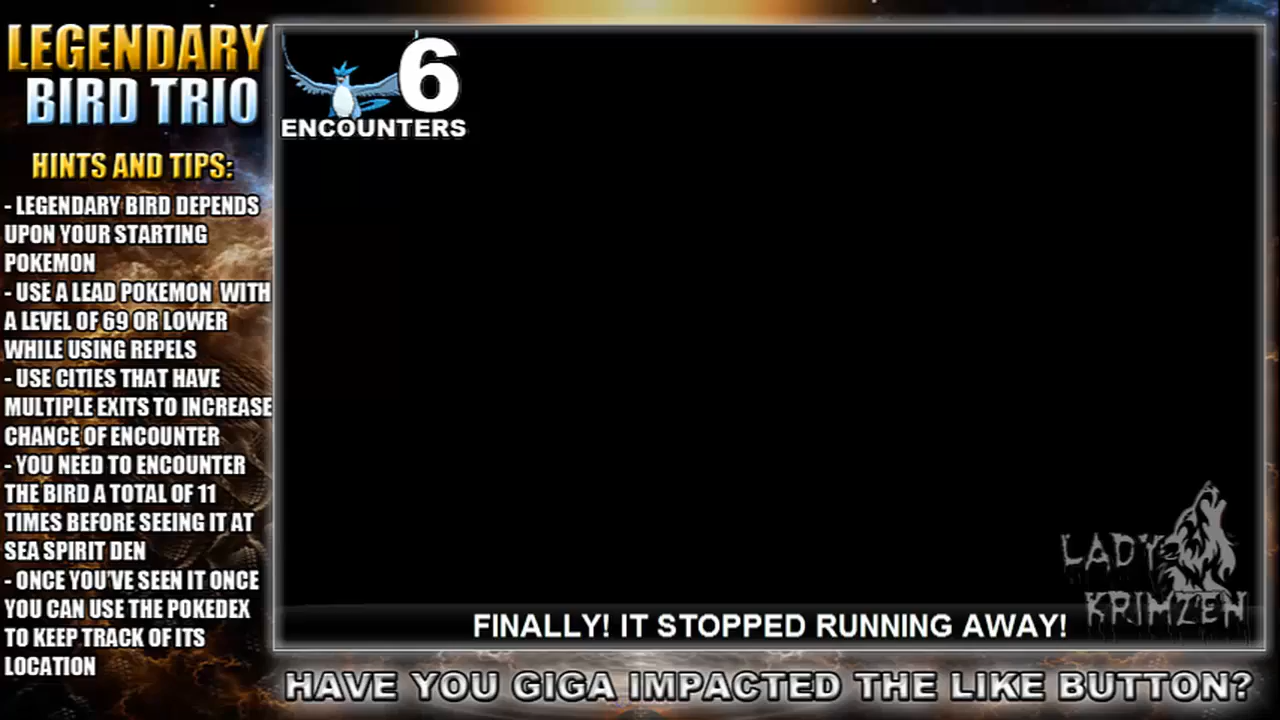 LEGENDARY
BIRD TRIO
HINTS AND TIPS:
- LEGENDARY BIRD DEPENDS
UPON YOUR STARTING
POKEMON
- USE A LEAD POKEMON WITH
A LEVEL OF 69 OR LOWER
WHILE USING REPELS
- USE CITIES THAT HAVE
MULTIPLE EXITS TO INCREASE
CHANCE OF ENCOUNTER
- YOU NEED TO ENCOUNTER
THE BIRD A TOTAL OF 11
TIMES BEFORE SEEING IT AT
SEA SPIRIT DEN
- ONCE YOU'VE SEEN IT ONCE
YOU CAN USE THE POKEDEX
TO KEEP TRACK OF ITS
LOCATION
6
ENCOUNTERS
LADY
KRIMZEN
FINALLY! IT STOPPED RUNNING AWAY!
HAVE YOU GIGA IMPACTED THE LIKE BUTTON?